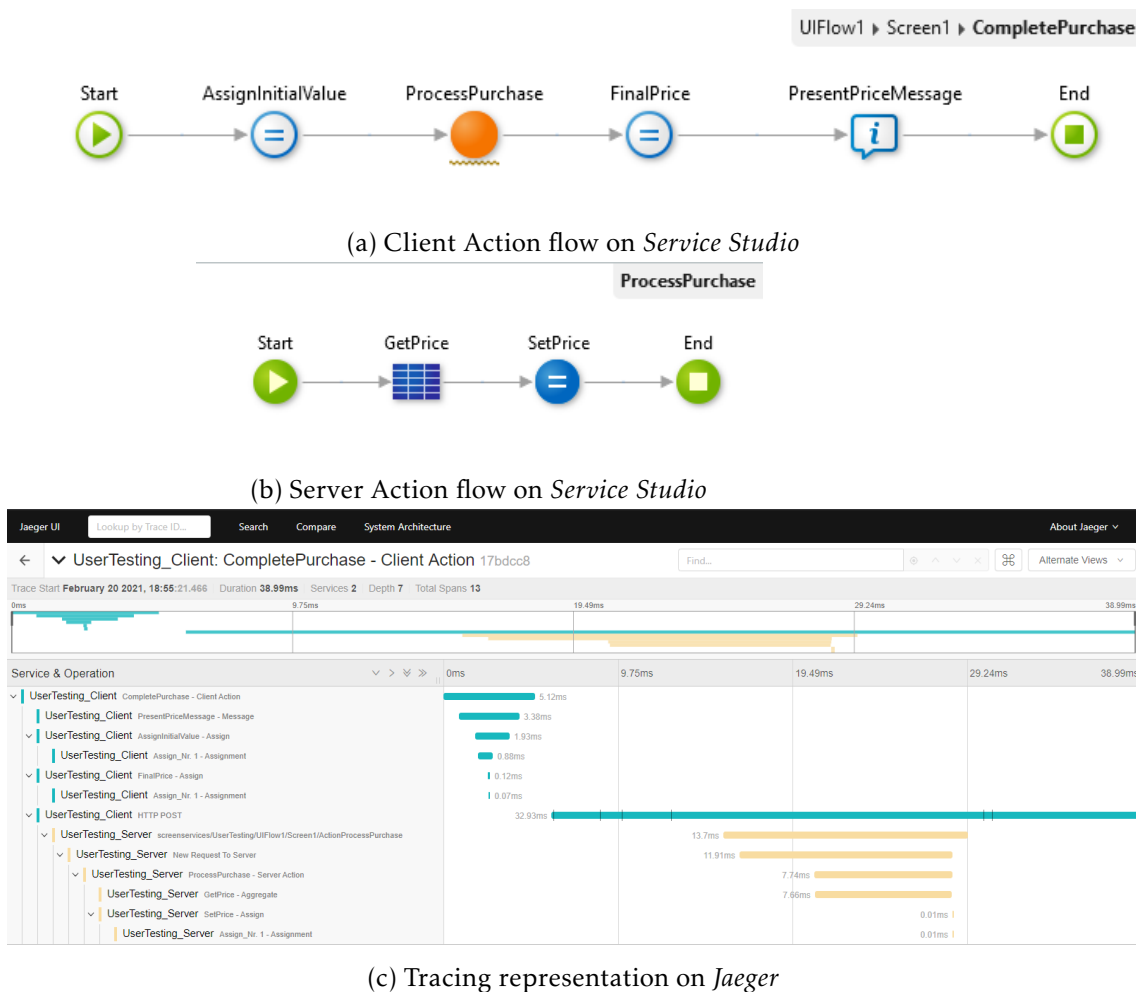 UIFlow1 ▸ Screen1 ▸ CompletePurchase
Start AssignInitialValue ProcessPurchase FinalPrice PresentPriceMessage End
(a) Client Action flow on Service Studio
ProcessPurchase
Start GetPrice SetPrice End
(b) Server Action flow on Service Studio
Jaeger UI Lookup by Trace ID... Search Compare System Architecture About Jaeger
UserTesting_Client: CompletePurchase - Client Action 17bdcc8 Find... Alternate Views
Trace Start February 20 2021, 18:55:21.466 Duration 38.99ms Services 2 Depth 7 Total Spans 13
0ms 9.75ms 19.49ms 29.24ms 38.99ms
Service & Operation 0ms 9.75ms 19.49ms 29.24ms 38.99ms
UserTesting_Client CompletePurchase - Client Action 5.12ms
UserTesting_Client PresentPriceMessage - Message 3.38ms
UserTesting_Client AssignInitialValue - Assign 1.93ms
UserTesting_Client Assign_Nr. 1 - Assignment 0.88ms
UserTesting_Client FinalPrice - Assign 0.12ms
UserTesting_Client Assign_Nr. 1 - Assignment 0.07ms
UserTesting_Client HTTP POST 32.93ms
UserTesting_Server screenservices/UserTesting/UIFlow1/Screen1/ActionProcessPurchase 13.7ms
UserTesting_Server New Request To Server 11.91ms
UserTesting_Server ProcessPurchase - Server Action 7.74ms
UserTesting_Server GetPrice - Aggregate 7.66ms
UserTesting_Server SetPrice - Assign 0.01ms
UserTesting_Server Assign_Nr. 1 - Assignment 0.01ms
(c) Tracing representation on Jaeger